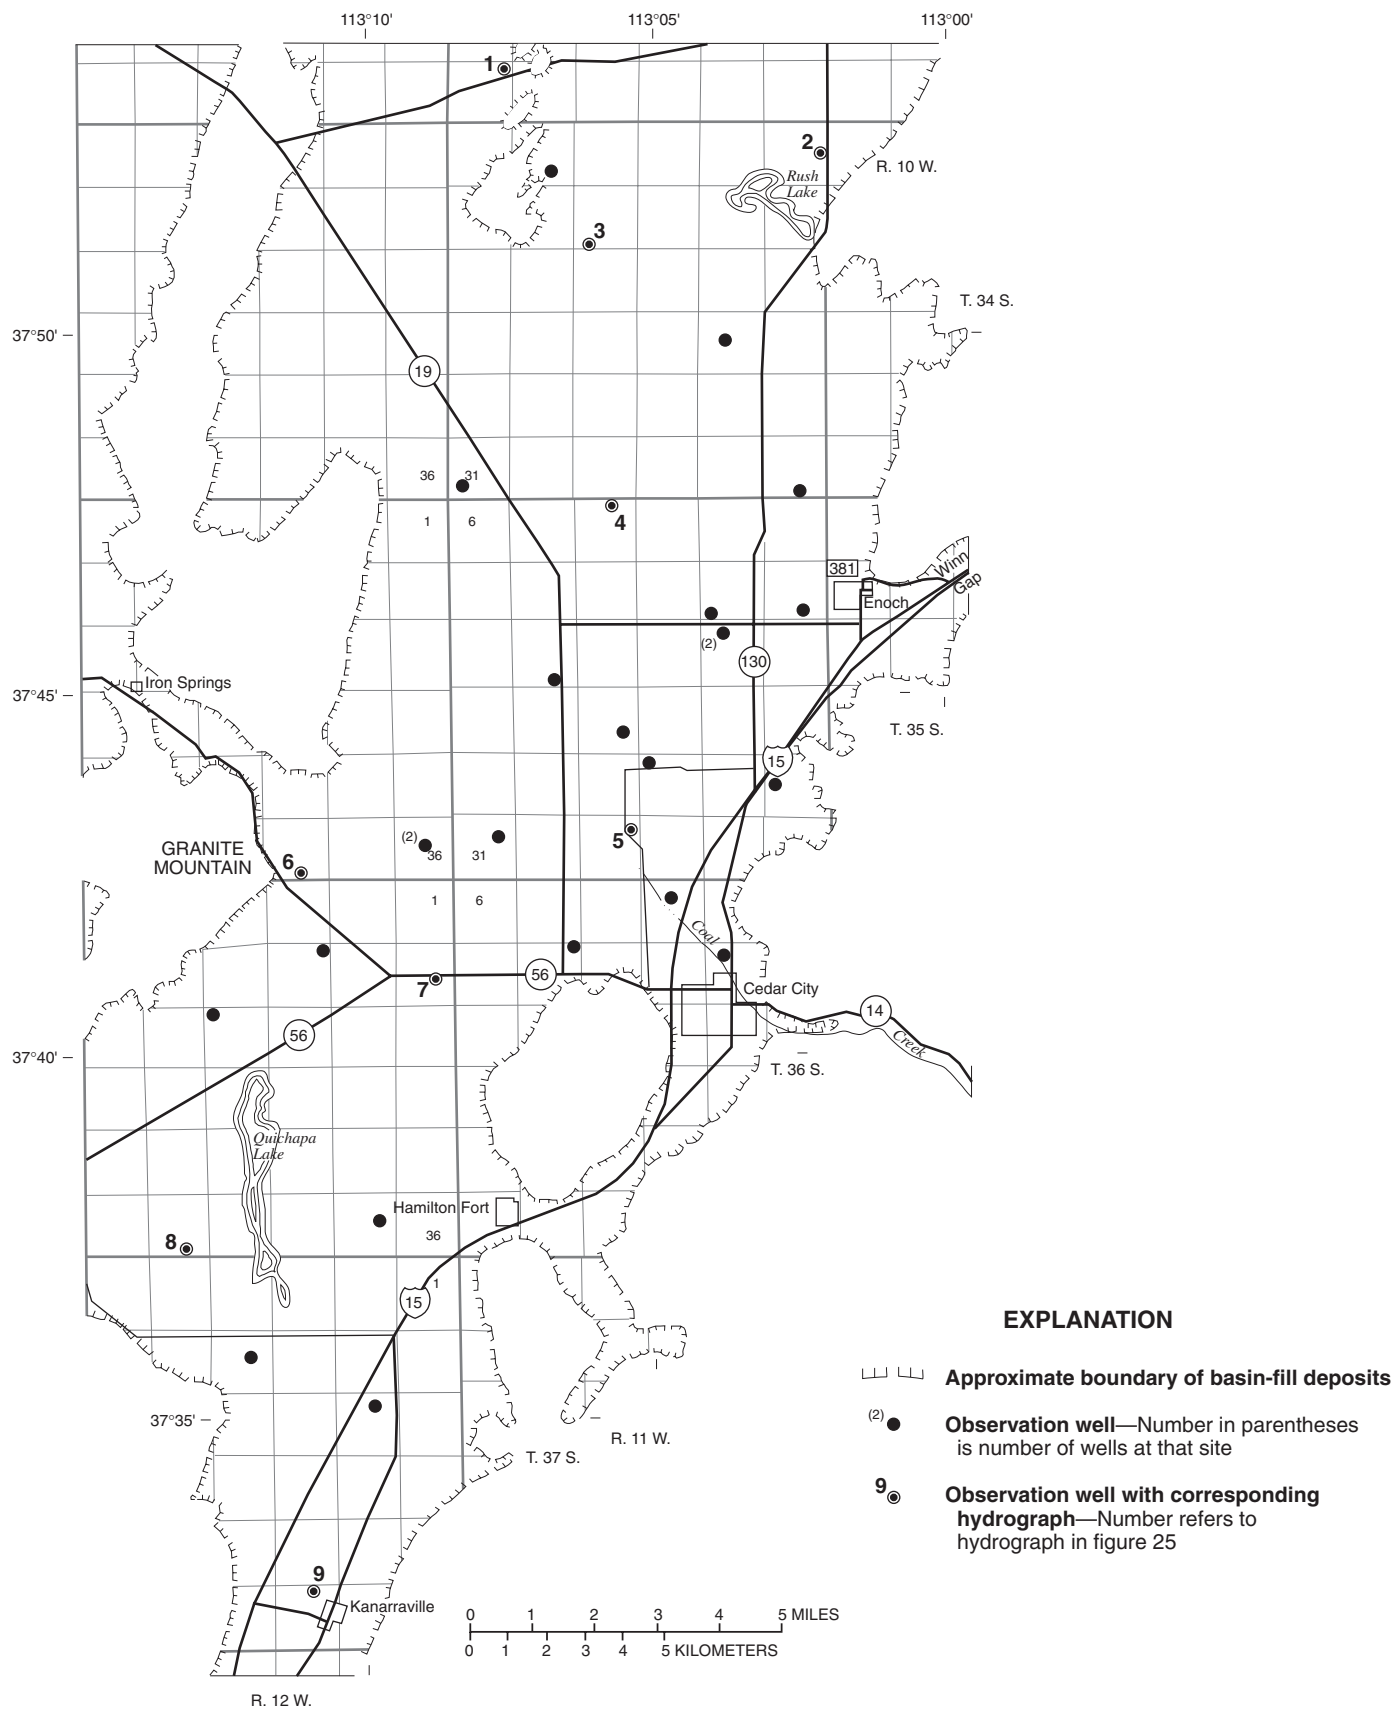 113°10'
113°05'
113°00'
1
2
R. 10 W.
Rush
Lake
3
T. 34 S.
37°50'
19
36
31
1
6
4
381
Winn
Gap
Enoch
(2)
130
Iron Springs
37°45'
T. 35 S.
15
GRANITE
MOUNTAIN
6
(2)
36
31
5
1
6
Coal
7
56
Cedar City
14
56
Creek
37°40'
T. 36 S.
Quichapa
Lake
Hamilton Fort
36
8
1
15
EXPLANATION
Approximate boundary of basin-fill deposits
(2)
Observation well—Number in parentheses
is number of wells at that site
37°35'
R. 11 W.
T. 37 S.
9
Observation well with corresponding
hydrograph—Number refers to
hydrograph in figure 25
9
Kanarraville
0 1 2 3 4 5 MILES
0 1 2 3 4 5 KILOMETERS
R. 12 W.